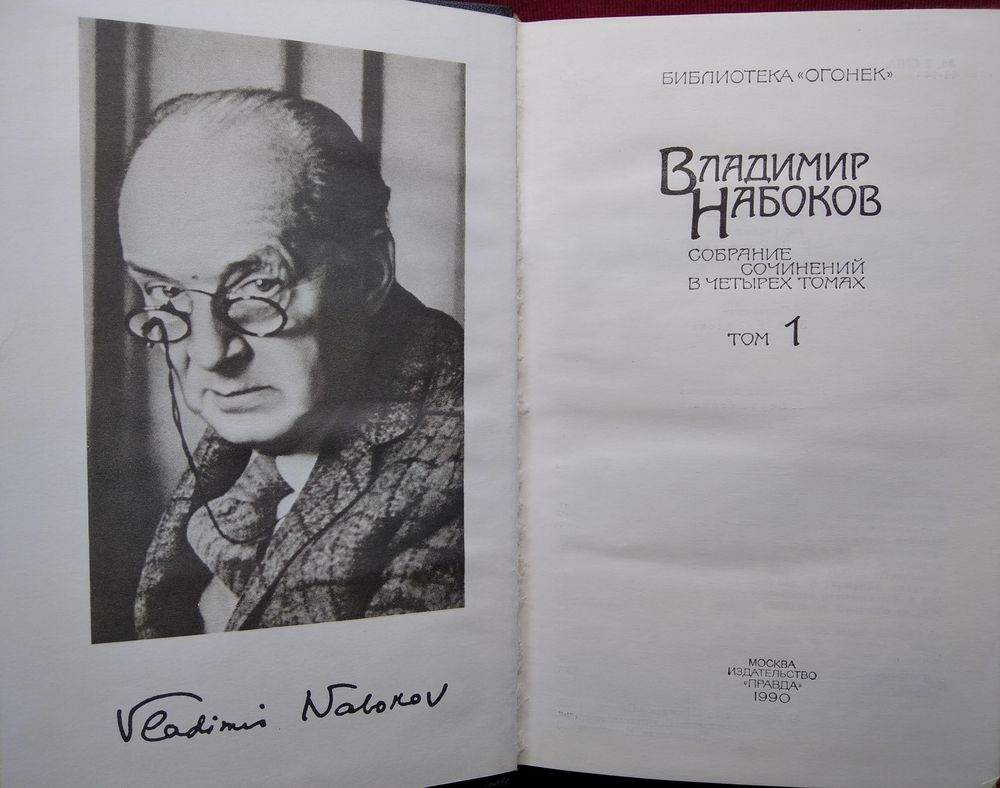 Vladimir Nabokov
БИБЛИОТЕКА «ОГОНЕК»
ВЛАДИМИР
НАБОКОВ
СОБРАНИЕ
СОЧИНЕНИЙ
В ЧЕТЫРЕХ ТОМАХ
ТОМ 1
МОСКВА
ИЗДАТЕЛЬСТВО
«ПРАВДА»
1990